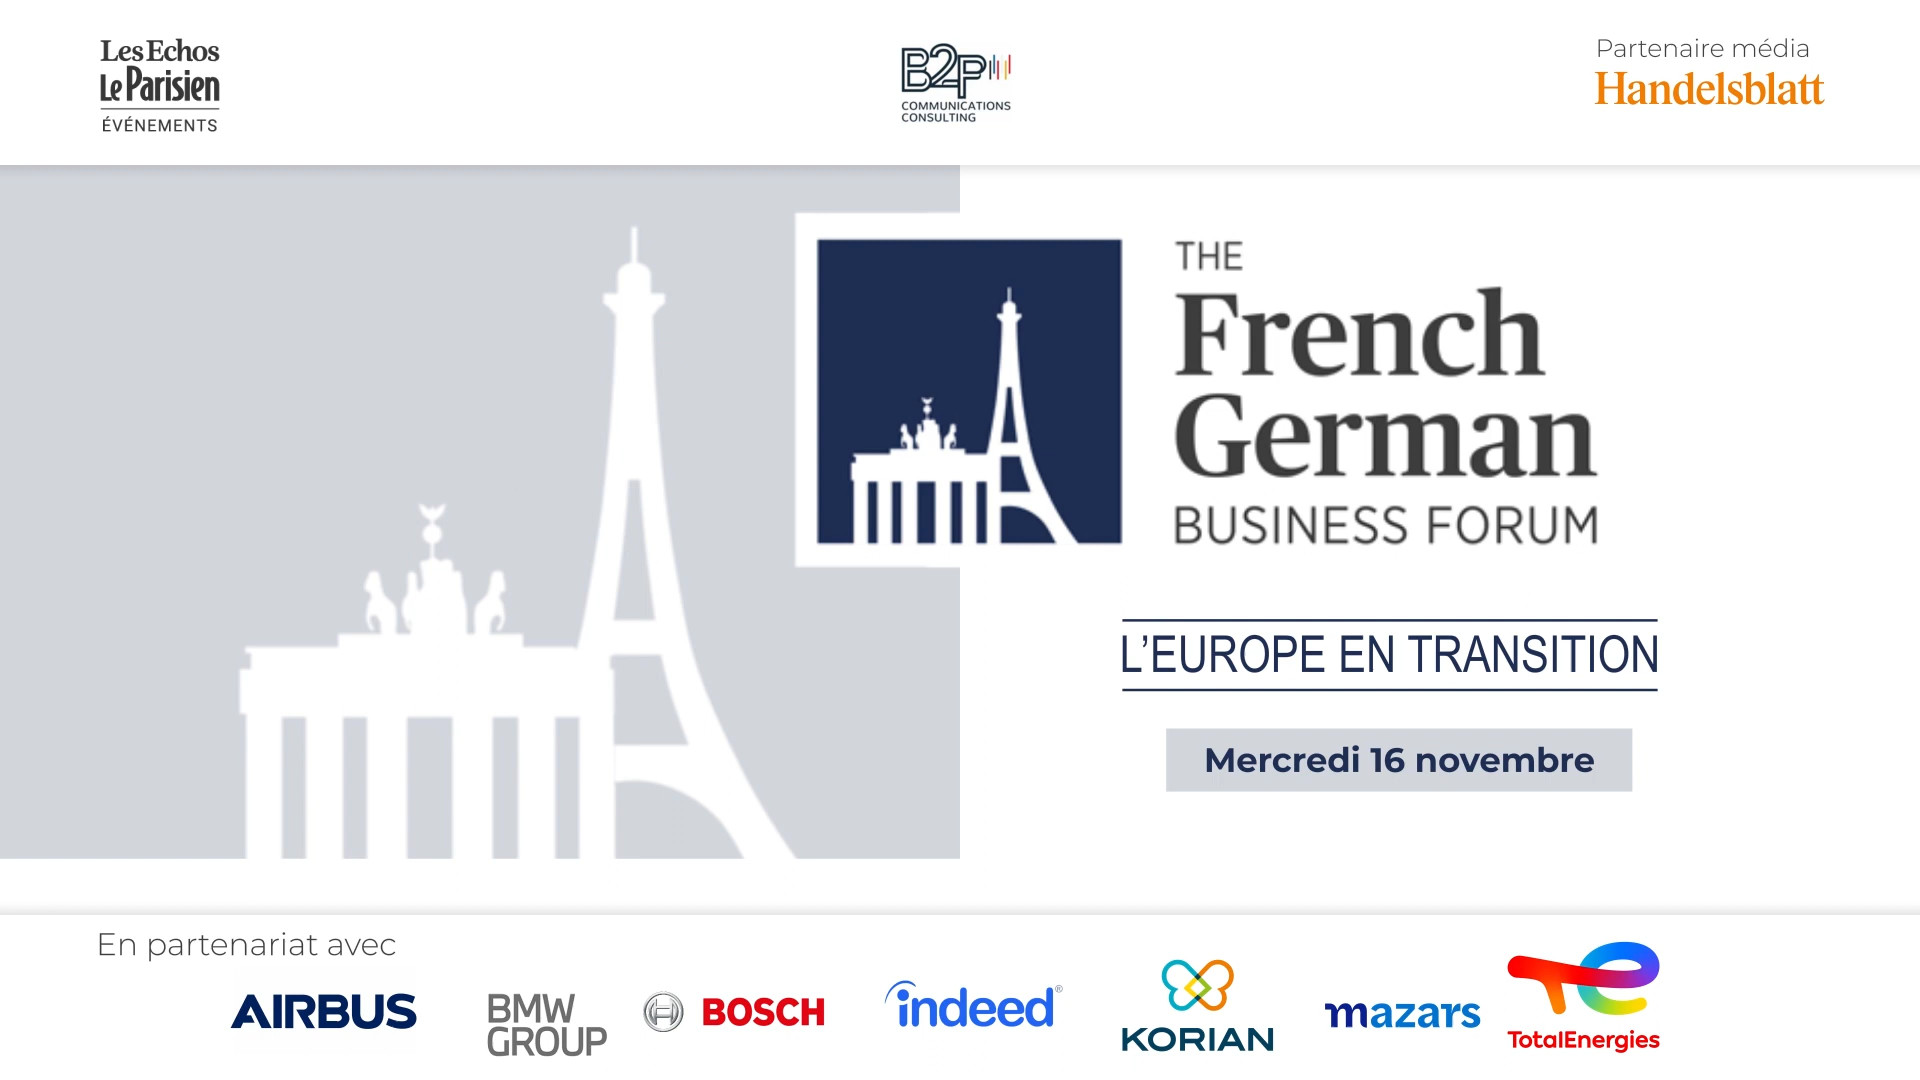 Les Echos
Le Parisien
ÉVÉNEMENTS
B2P
COMMUNICATIONS
CONSULTING
Partenaire média
Handelsblatt
THE
French
German
BUSINESS FORUM
L'EUROPE EN TRANSITION
Mercredi 16 novembre
En partenariat avec
AIRBUS
BMW
GROUP
BOSCH
indeed®
KORIAN
mazars
TotalEnergies